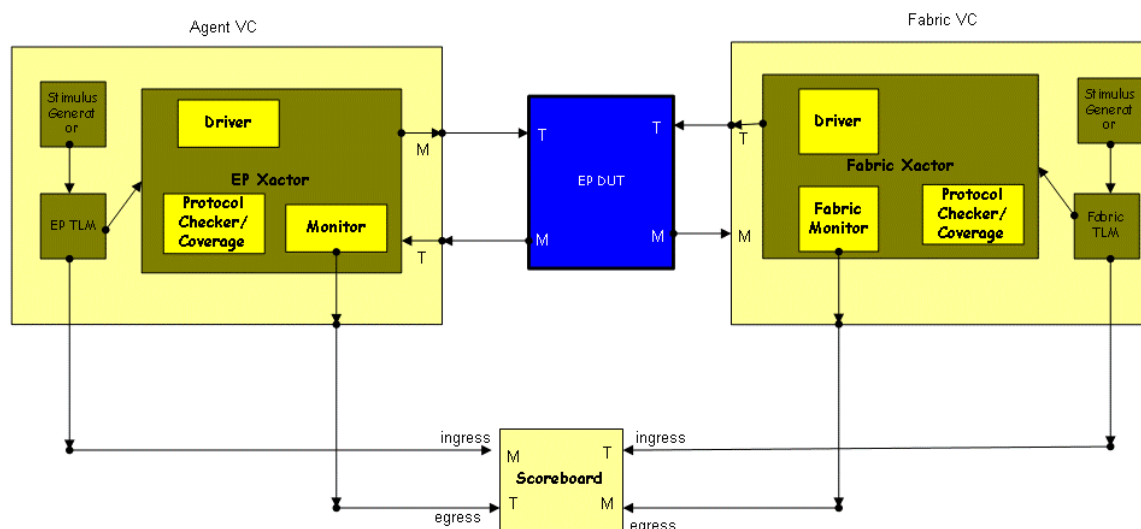 Agent VC
Fabric VC
Stimulus
Generat
or
Driver
EP Xactor
Protocol
Checker/
Coverage
Monitor
EP TLM
M
T
T
M
EP DUT
T
M
T
M
Driver
Fabric Xactor
Fabric
Monitor
Protocol
Checker/
Coverage
Stimulus
Generat
or
Fabric
TLM
ingress
ingress
M
T
Scoreboard
T
M
egress
egress